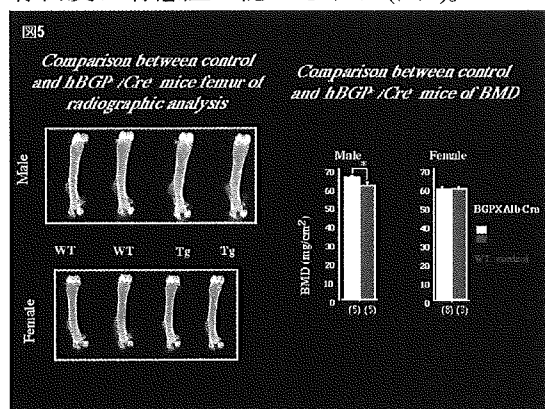 図5
Comparison between control
and hBGP /Cre mice femur of
radiographic analysis
Male
WT WT Tg Tg
Female
Comparison between control
and hBGP /Cre mice of BMD
Male
Female
BMD (mg/cm²)
70
60
50
40
30
20
10
0
*
(5) (5)
70
60
50
40
30
20
10
0
(8)
BGPXAlb-Cre
WT control